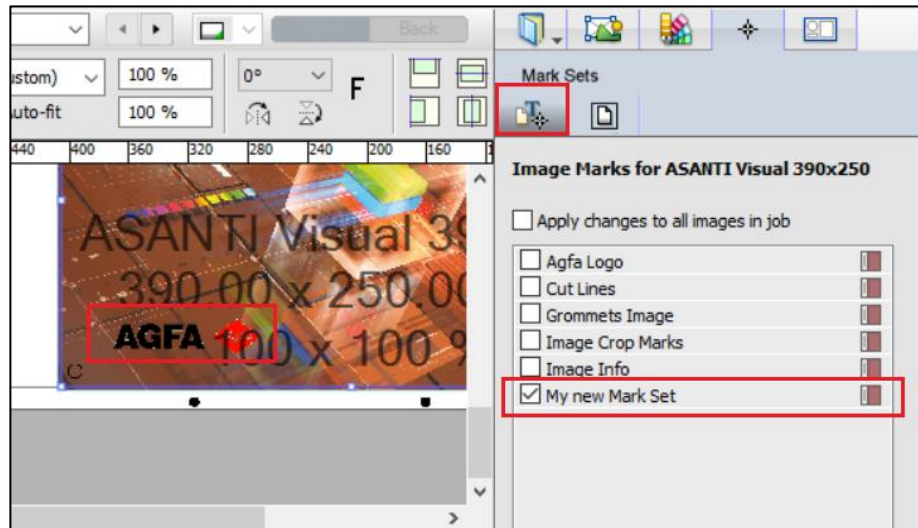 Back
ustom)
100 %
0°
F
Auto-fit
100 %
Mark Sets
T
440 400 360 320 280 240 200 160 1
Image Marks for ASANTI Visual 390x250
Apply changes to all images in job
Agfa Logo
Cut Lines
Grommets Image
Image Crop Marks
Image Info
My new Mark Set
ASANTI Visual 39
390.00 x 250.00
AGFA
100 x 100 %